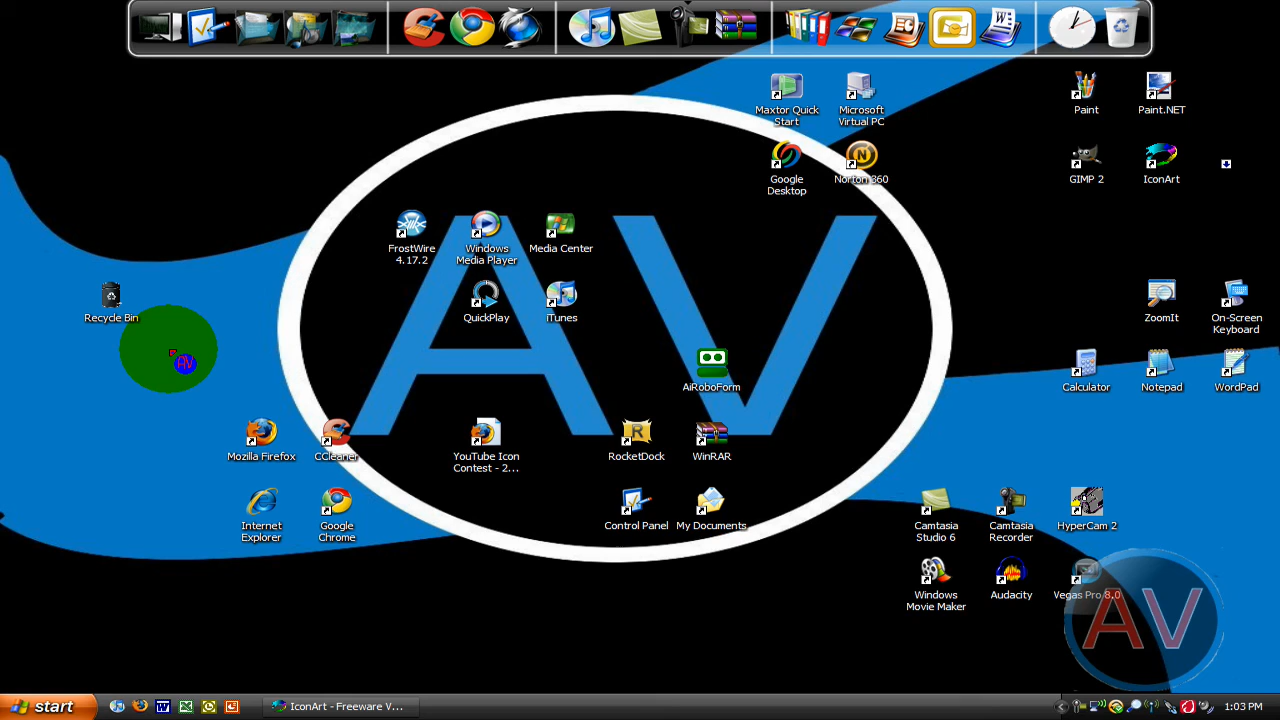 Maxtor Quick
Start
Microsoft
Virtual PC
Paint
Paint.NET
Google
Desktop
Norton 360
GIMP 2
IconArt
FrostWire
4.17.2
Windows
Media Player
Media Center
QuickPlay
iTunes
Recycle Bin
ZoomIt
On-Screen
Keyboard
AV
AV
AiRoboForm
Calculator
Notepad
WordPad
Mozilla Firefox
CCleaner
YouTube Icon
Contest - 2...
RocketDock
WinRAR
Internet
Explorer
Google
Chrome
Control Panel
My Documents
Camtasia
Studio 6
Camtasia
Recorder
HyperCam 2
Windows
Movie Maker
Audacity
Vegas Pro 8.0
AV
start
IconArt - Freeware V...
1:03 PM